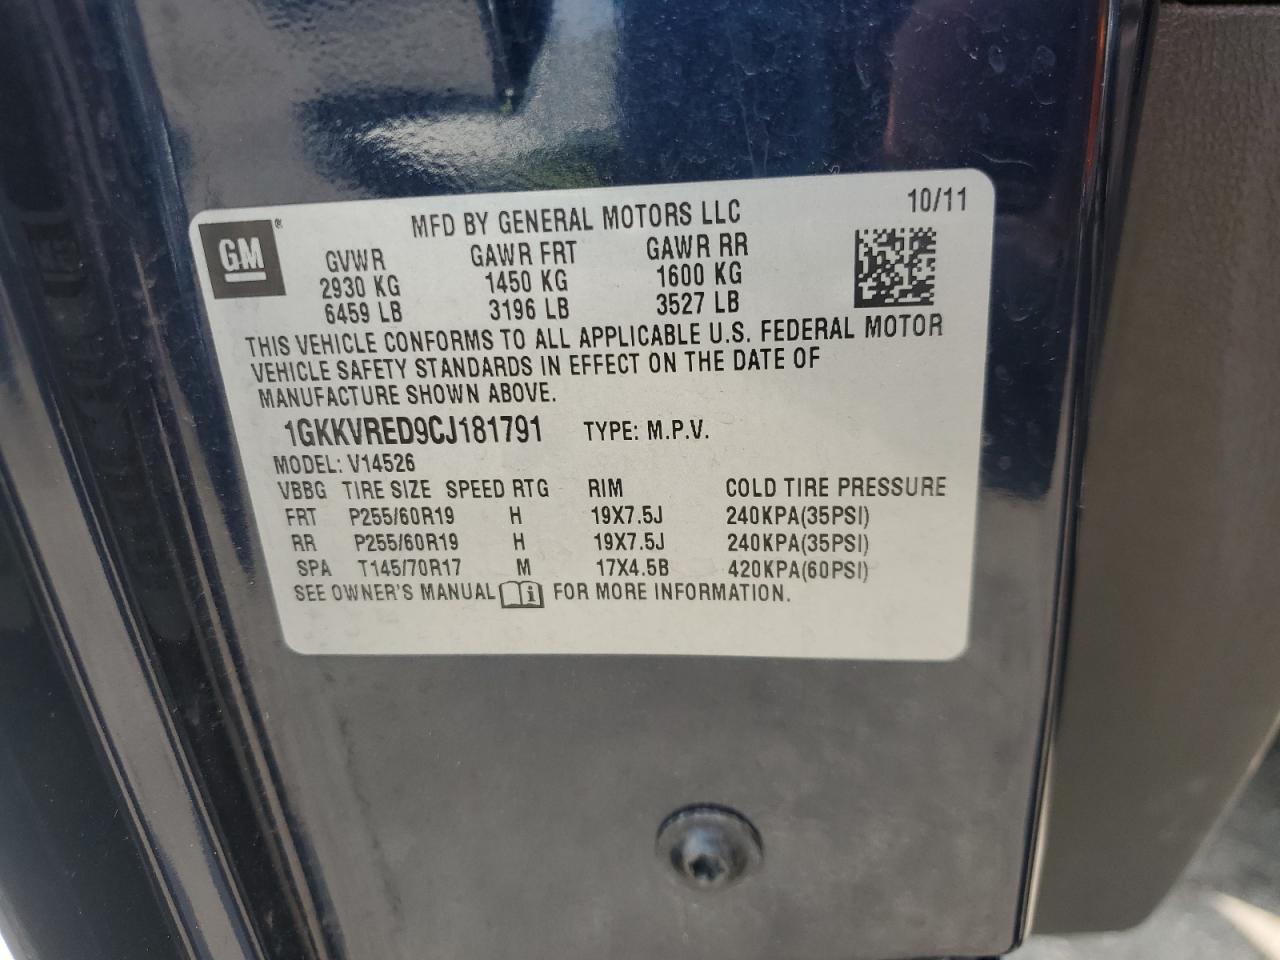 10/11
GM®
MFD BY GENERAL MOTORS LLC
GVWR GAWR FRT GAWR RR
2930 KG 1450 KG 1600 KG
6459 LB 3196 LB 3527 LB
THIS VEHICLE CONFORMS TO ALL APPLICABLE U.S. FEDERAL MOTOR
VEHICLE SAFETY STANDARDS IN EFFECT ON THE DATE OF
MANUFACTURE SHOWN ABOVE.
1GKKVRED9CJ181791 TYPE: M.P.V.
MODEL: V14526
VBBG TIRE SIZE SPEED RTG RIM COLD TIRE PRESSURE
FRT P255/60R19 H 19X7.5J 240KPA(35PSI)
RR P255/60R19 H 19X7.5J 240KPA(35PSI)
SPA T145/70R17 M 17X4.5B 420KPA(60PSI)
SEE OWNER'S MANUAL i FOR MORE INFORMATION.